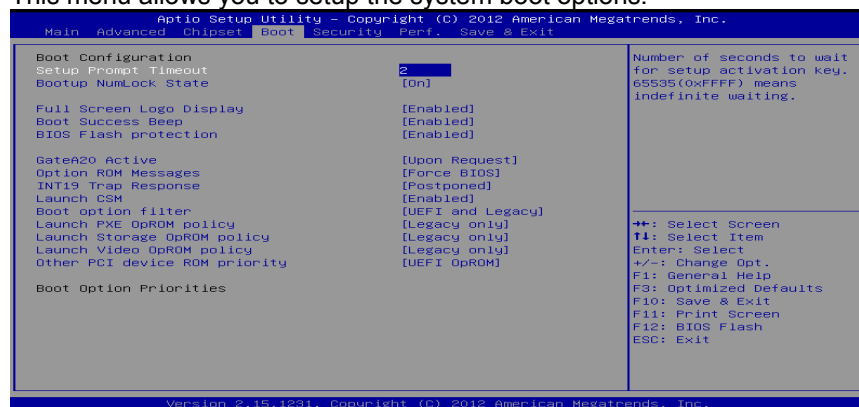 This menu allows you to setup the system boot options.
Aptio Setup Utility – Copyright (C) 2012 American Megatrends, Inc.
Main Advanced Chipset Boot Security Perf. Save & Exit
Boot Configuration
Setup Prompt Timeout 2
Bootup NumLock State [On]
Full Screen Logo Display [Enabled]
Boot Success Beep [Enabled]
BIOS Flash protection [Enabled]
GateA20 Active [Upon Request]
Option ROM Messages [Force BIOS]
INT19 Trap Response [Postponed]
Launch CSM [Enabled]
Boot option filter [UEFI and Legacy]
Launch PXE OpROM policy [Legacy only]
Launch Storage OpROM policy [Legacy only]
Launch Video OpROM policy [Legacy only]
Other PCI device ROM priority [UEFI OpROM]
Boot Option Priorities
Number of seconds to wait
for setup activation key.
65535(0xFFFF) means
indefinite waiting.
→←: Select Screen
↑↓: Select Item
Enter: Select
+/-: Change Opt.
F1: General Help
F3: Optimized Defaults
F10: Save & Exit
F11: Print Screen
F12: BIOS Flash
ESC: Exit
Version 2.15.1231. Copyright (C) 2012 American Megatrends, Inc.